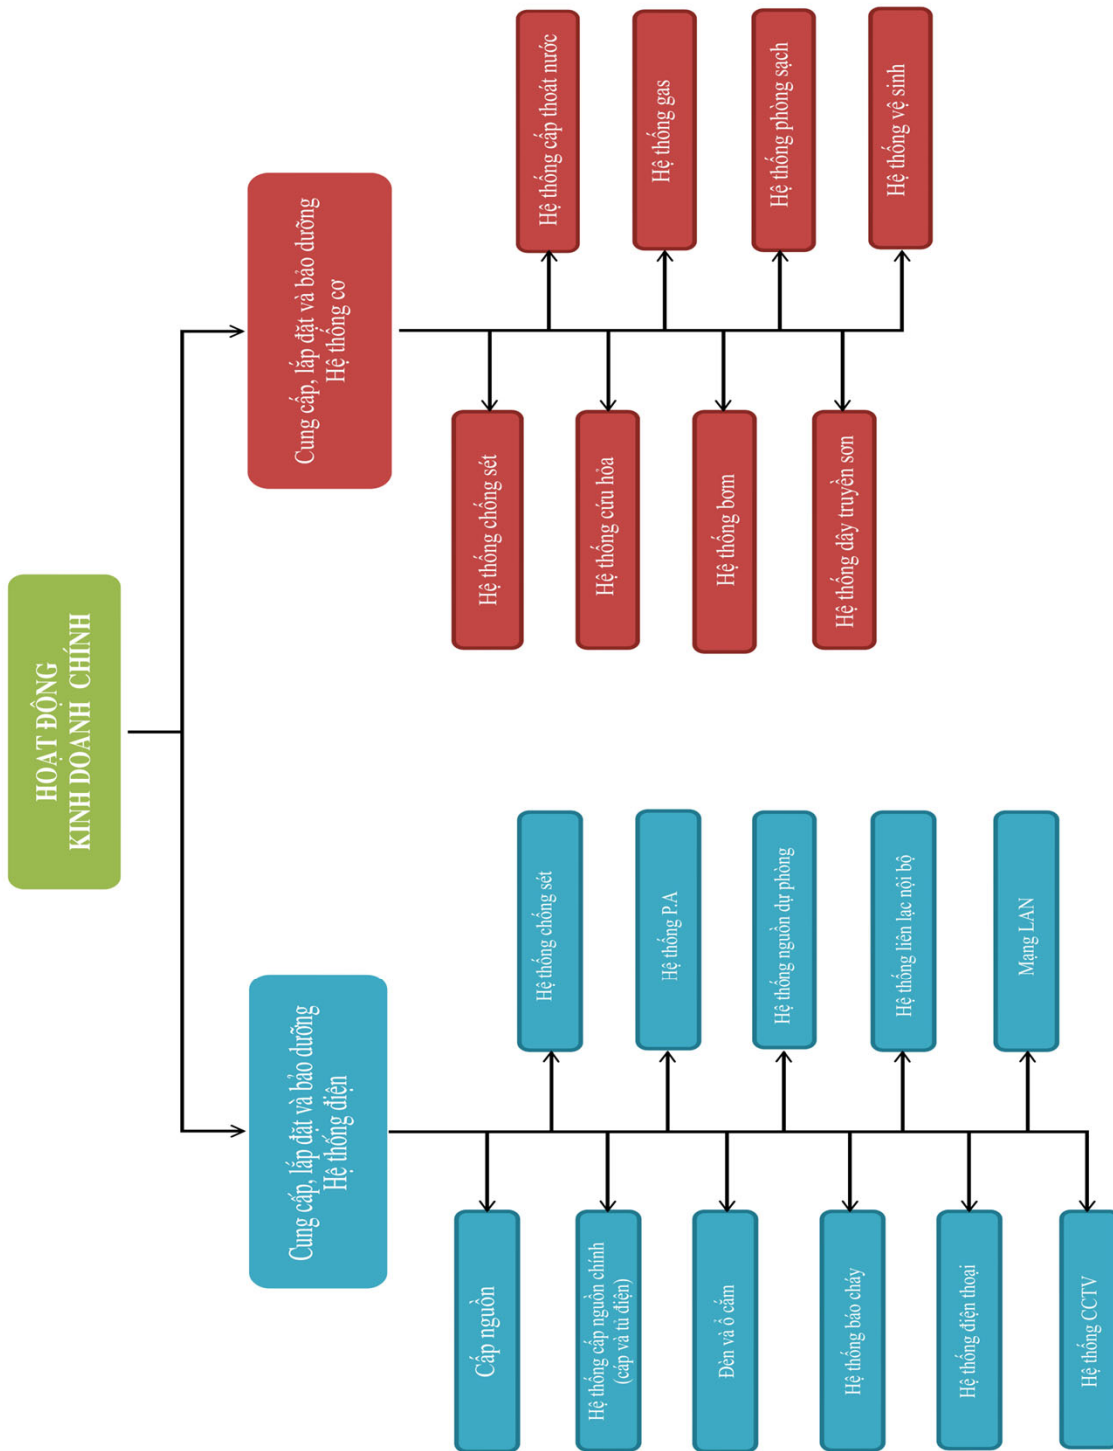 HOẠT ĐỘNG
KINH DOANH CHÍNH
Cung cấp, lắp đặt và bảo dưỡng
Hệ thống điện
Cấp nguồn
Hệ thống chống sét
Hệ thống cấp nguồn chính
(cáp và tủ điện)
Hệ thống P.A
Đèn và ổ cắm
Hệ thống nguồn dự phòng
Hệ thống báo cháy
Hệ thống liên lạc nội bộ
Hệ thống điện thoại
Mạng LAN
Hệ thống CCTV
Cung cấp, lắp đặt và bảo dưỡng
Hệ thống cơ
Hệ thống chống sét
Hệ thống cấp thoát nước
Hệ thống cứu hỏa
Hệ thống gas
Hệ thống bơm
Hệ thống phòng sạch
Hệ thống dây truyền sơn
Hệ thống vệ sinh